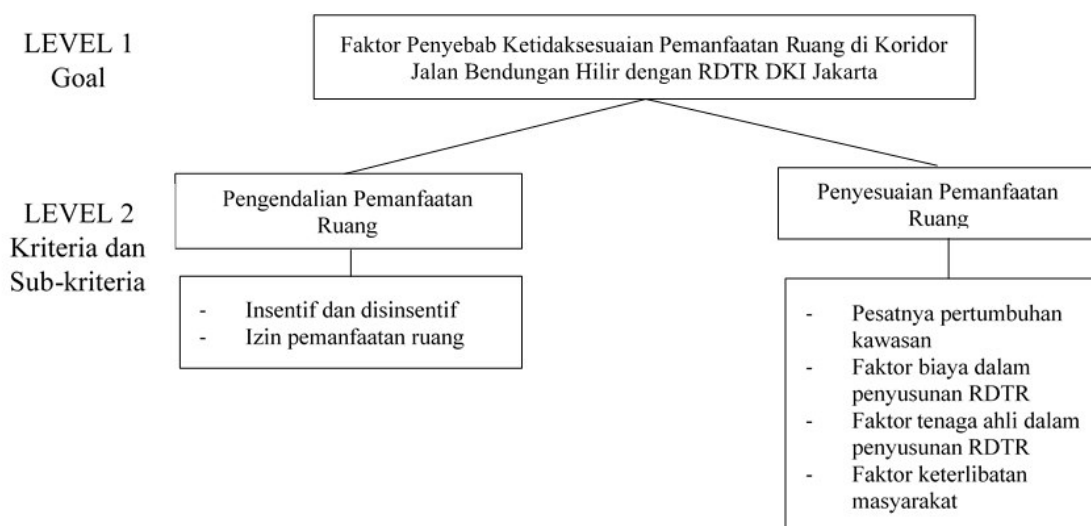 LEVEL 1
Goal
Faktor Penyebab Ketidaksesuaian Pemanfaatan Ruang di Koridor
Jalan Bendungan Hilir dengan RDTR DKI Jakarta
LEVEL 2
Kriteria dan
Sub-kriteria
Pengendalian Pemanfaatan
Ruang
- Insentif dan disinsentif
- Izin pemanfaatan ruang
Penyesuaian Pemanfaatan
Ruang
- Pesatnya pertumbuhan
kawasan
- Faktor biaya dalam
penyusunan RDTR
- Faktor tenaga ahli dalam
penyusunan RDTR
- Faktor keterlibatan
masyarakat